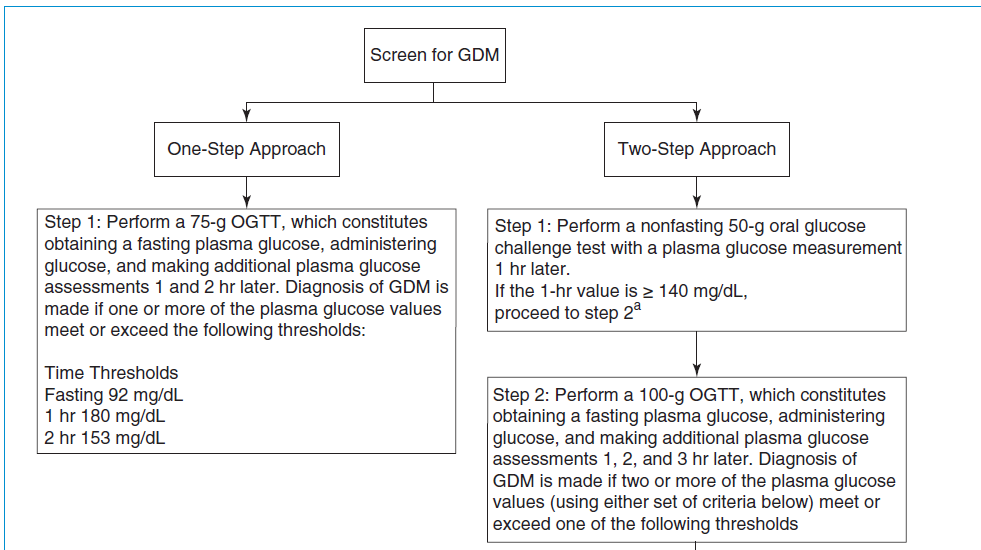 Screen for GDM
One-Step Approach
Two-Step Approach
Step 1: Perform a 75-g OGTT, which constitutes
obtaining a fasting plasma glucose, administering
glucose, and making additional plasma glucose
assessments 1 and 2 hr later. Diagnosis of GDM is
made if one or more of the plasma glucose values
meet or exceed the following thresholds:
Time Thresholds
Fasting 92 mg/dL
1 hr 180 mg/dL
2 hr 153 mg/dL
Step 1: Perform a nonfasting 50-g oral glucose
challenge test with a plasma glucose measurement
1 hr later.
If the 1-hr value is ≥ 140 mg/dL,
proceed to step 2ª
Step 2: Perform a 100-g OGTT, which constitutes
obtaining a fasting plasma glucose, administering
glucose, and making additional plasma glucose
assessments 1, 2, and 3 hr later. Diagnosis of
GDM is made if two or more of the plasma glucose
values (using either set of criteria below) meet or
exceed one of the following thresholds